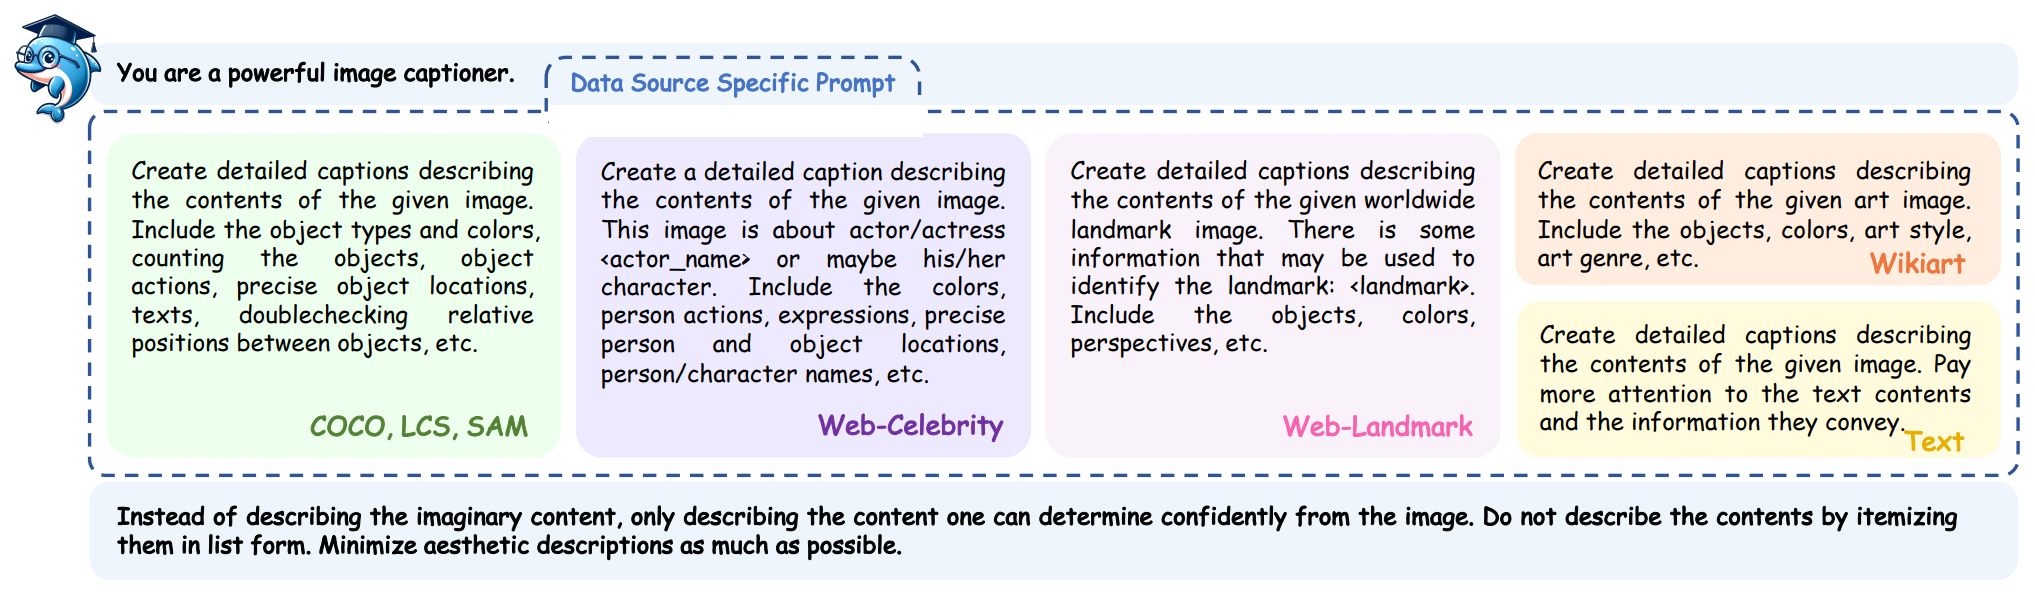 You are a powerful image captioner.
Data Source Specific Prompt
Create detailed captions describing
the contents of the given image.
Include the object types and colors,
counting the objects, object
actions, precise object locations,
texts, doublechecking relative
positions between objects, etc.
COCO, LCS, SAM
Create a detailed caption describing
the contents of the given image.
This image is about actor/actress
<actor_name> or maybe his/her
character. Include the colors,
person actions, expressions, precise
person and object locations,
person/character names, etc.
Web-Celebrity
Create detailed captions describing
the contents of the given worldwide
landmark image. There is some
information that may be used to
identify the landmark: <landmark>.
Include the objects, colors,
perspectives, etc.
Web-Landmark
Create detailed captions describing
the contents of the given art image.
Include the objects, colors, art style,
art genre, etc.
Wikiart
Create detailed captions describing
the contents of the given image. Pay
more attention to the text contents
and the information they convey.
Text
Instead of describing the imaginary content, only describing the content one can determine confidently from the image. Do not describe the contents by itemizing
them in list form. Minimize aesthetic descriptions as much as possible.